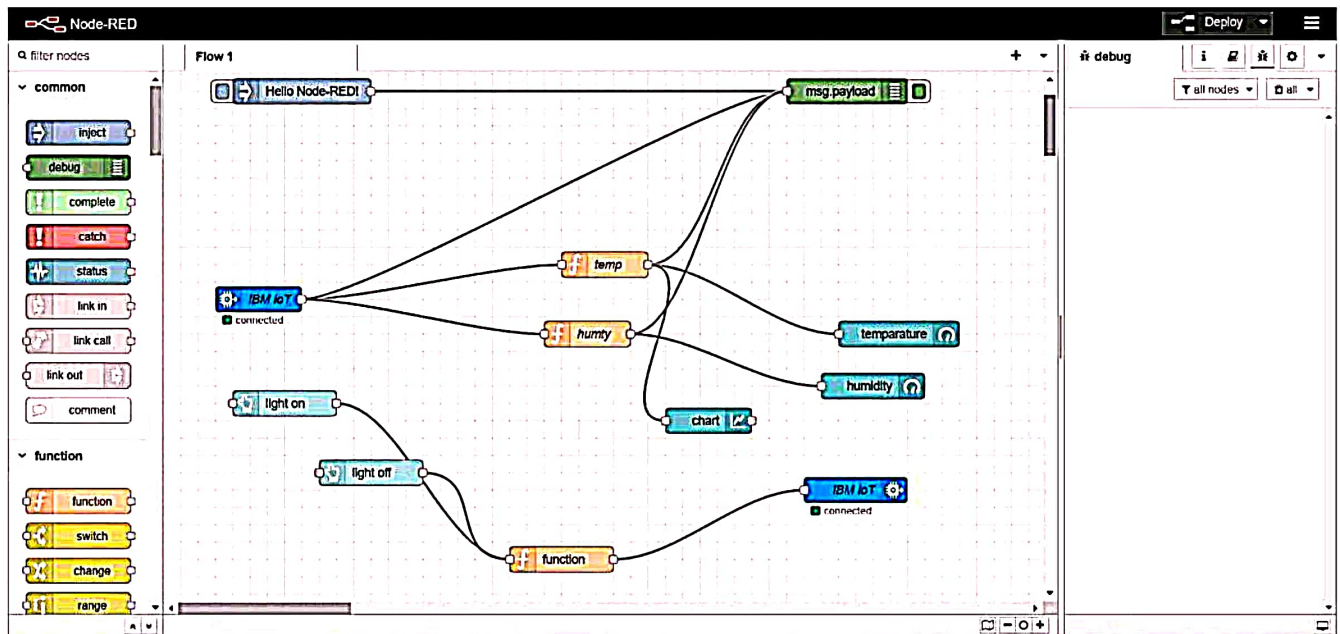 Node-RED
Deploy
filter nodes
Flow 1
debug
i
common
all nodes
all
Hello Node-RED!
msg.payload
inject
debug
complete
catch
status
link in
link call
link out
comment
temp
IBM IoT
connected
humty
temparature
humidity
light on
chart
function
light off
IBM IoT
connected
function
switch
change
range
function